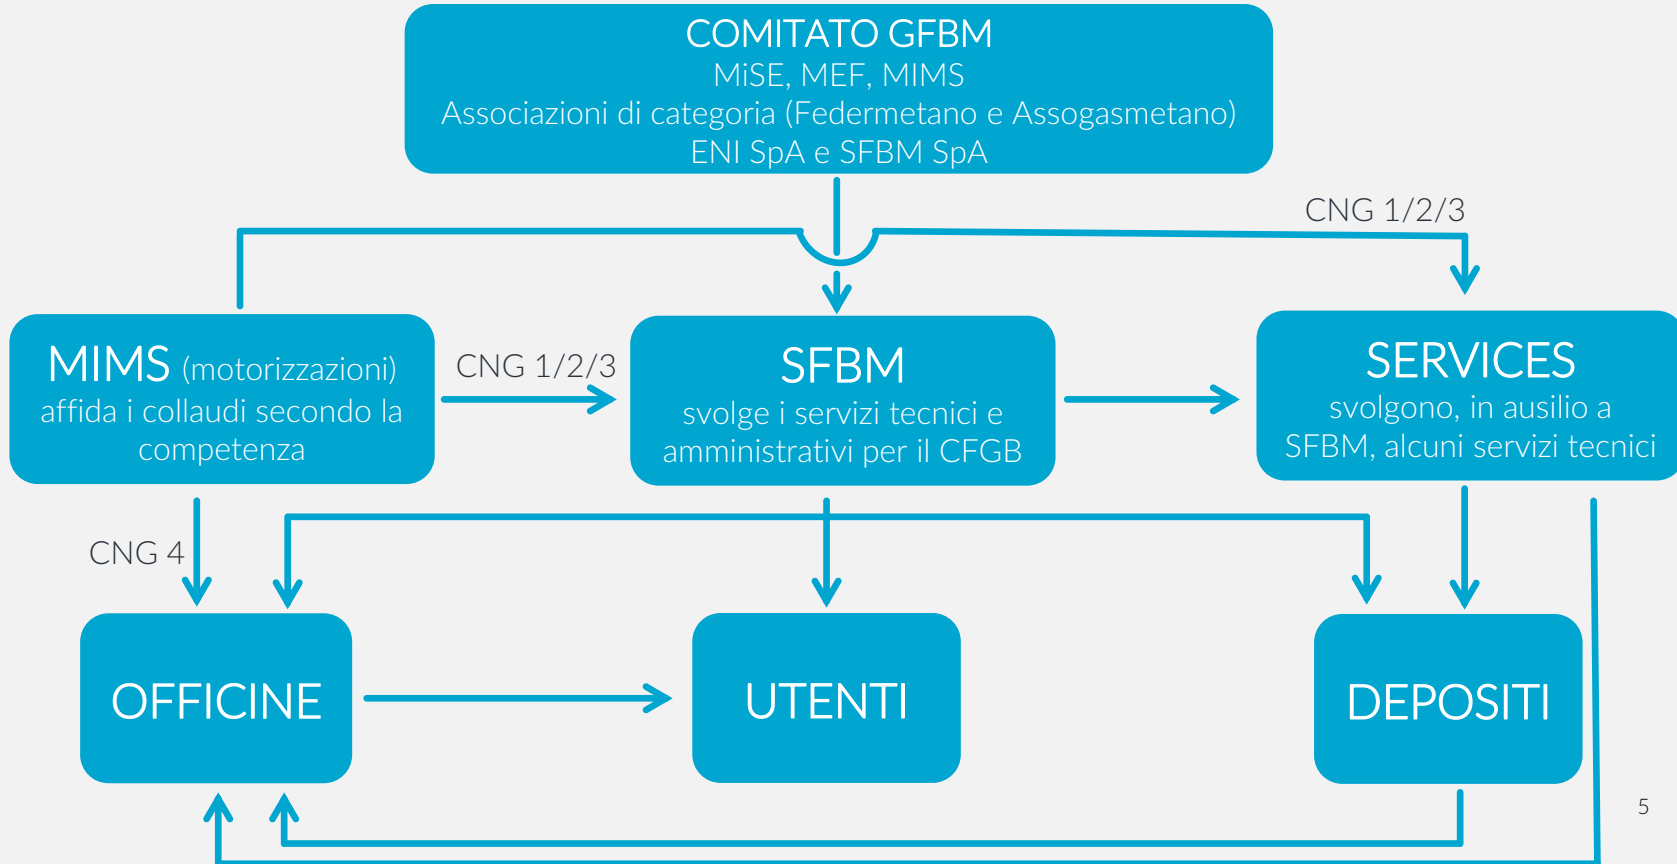 COMITATO GFBM
MiSE, MEF, MIMS
Associazioni di categoria (Federmetano e Assogasmetano)
ENI SpA e SFBM SpA
CNG 1/2/3
MIMS (motorizzazioni)
affida i collaudi secondo la
competenza
CNG 1/2/3
SFBM
svolge i servizi tecnici e
amministrativi per il CFGB
SERVICES
svolgono, in ausilio a
SFBM, alcuni servizi tecnici
CNG 4
OFFICINE
UTENTI
DEPOSITI
5